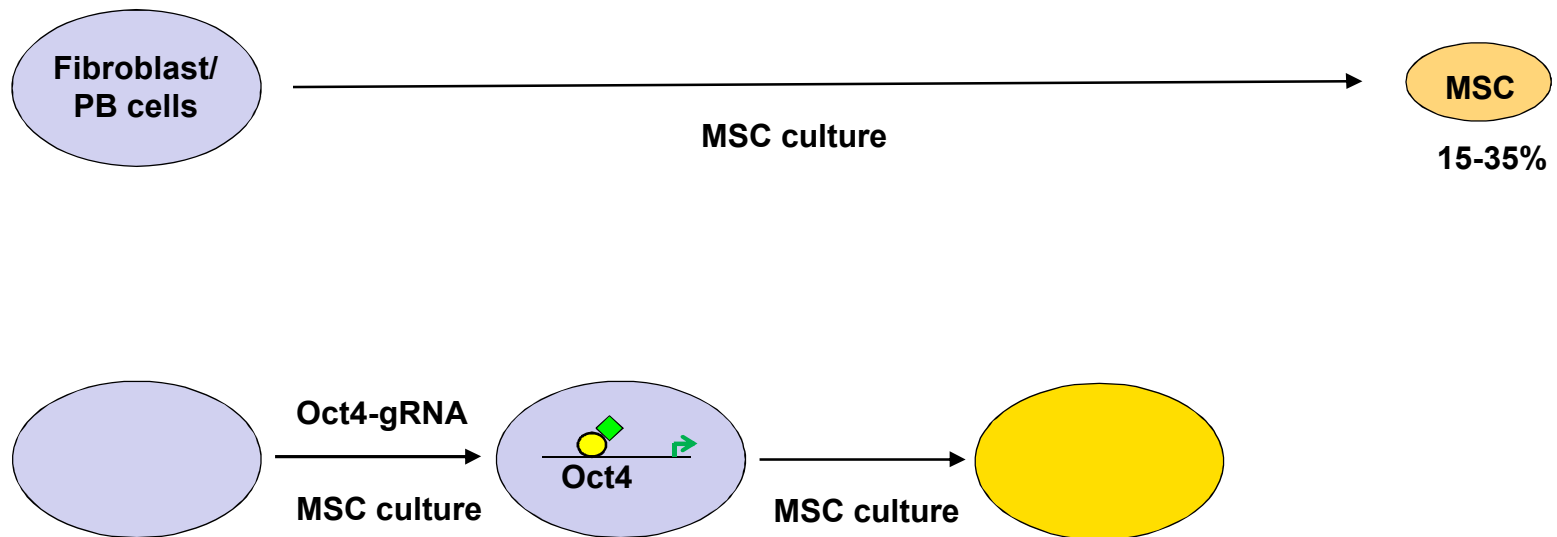 Fibroblast/
PB cells
MSC
MSC culture
15-35%
Oct4-gRNA
Oct4
MSC culture
MSC culture